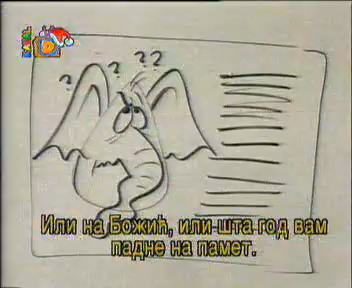 ? ? ? ?
Или на Божић, или шта год вам
падне на памет.